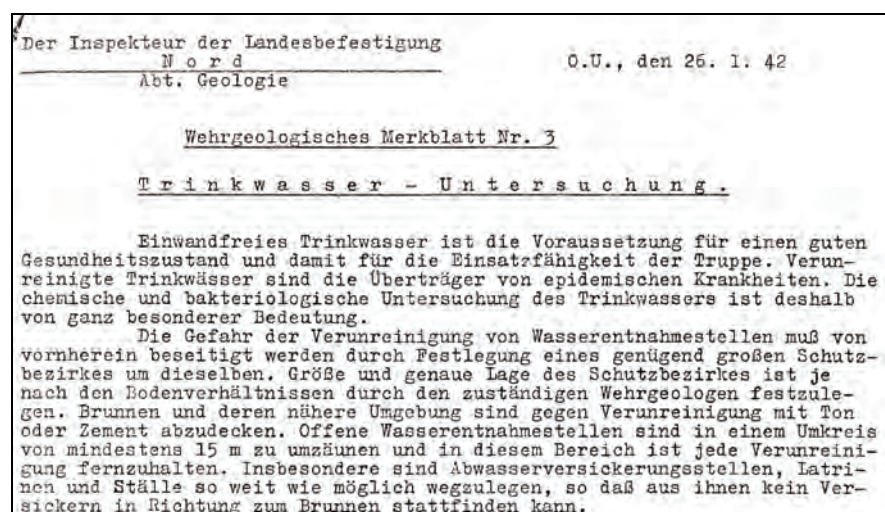 Der Inspekteur der Landesbefestigung
N o r d
O.U., den 26. 1. 42
Abt. Geologie
Wehrgeologisches Merkblatt Nr. 3
T r i n k w a s s e r - U n t e r s u c h u n g .
Einwandfreies Trinkwasser ist die Voraussetzung für einen guten
Gesundheitszustand und damit für die Einsatzfähigkeit der Truppe. Verun-
reinigte Trinkwässer sind die Überträger von epidemischen Krankheiten. Die
chemische und bakteriologische Untersuchung des Trinkwassers ist deshalb
von ganz besonderer Bedeutung.
Die Gefahr der Verunreinigung von Wasserentnahmestellen muß von
vornherein beseitigt werden durch Festlegung eines genügend großen Schutz-
bezirkes um dieselben. Größe und genaue Lage des Schutzbezirkes ist je
nach den Bodenverhältnissen durch den zuständigen Wehrgeologen festzule-
gen. Brunnen und deren nähere Umgebung sind gegen Verunreinigung mit Ton
oder Zement abzudecken. Offene Wasserentnahmestellen sind in einem Umkreis
von mindestens 15 m zu umzäunen und in diesem Bereich ist jede Verunreini-
gung fernzuhalten. Insbesondere sind Abwasserversickerungsstellen, Latri-
nen und Ställe so weit wie möglich wegzulegen, so daß aus ihnen kein Ver-
sickern in Richtung zum Brunnen stattfinden kann.